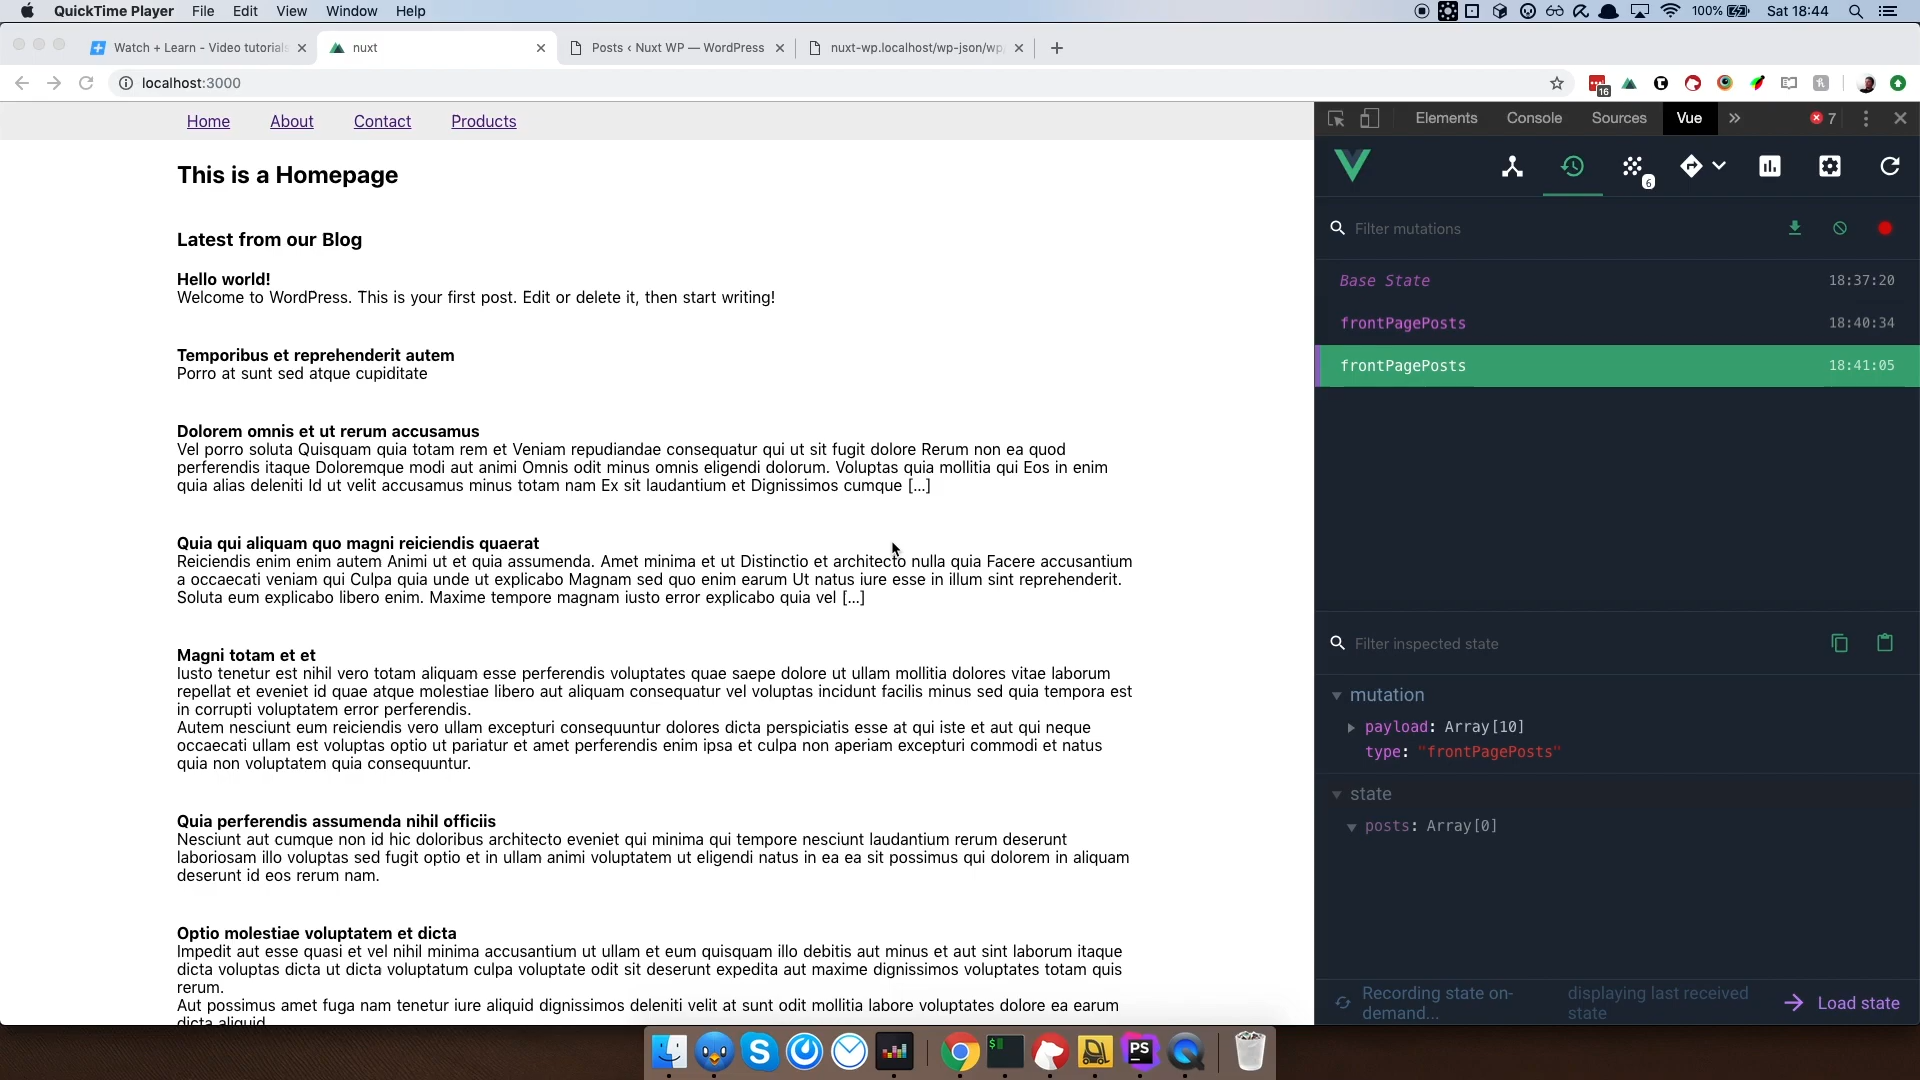 QuickTime Player File Edit View Window Help
100% Sat 18:44
Watch + Learn - Video tutorials
nuxt
Posts ‹ Nuxt WP — WordPress
nuxt-wp.localhost/wp-json/wp
localhost:3000
16
Home About Contact Products
This is a Homepage
Latest from our Blog
Hello world!
Welcome to WordPress. This is your first post. Edit or delete it, then start writing!
Temporibus et reprehenderit autem
Porro at sunt sed atque cupiditate
Dolorem omnis et ut rerum accusamus
Vel porro soluta Quisquam quia totam rem et Veniam repudiandae consequatur qui ut sit fugit dolore Rerum non ea quod
perferendis itaque Doloremque modi aut animi Omnis odit minus omnis eligendi dolorum. Voluptas quia mollitia qui Eos in enim
quia alias deleniti Id ut velit accusamus minus totam nam Ex sit laudantium et Dignissimos cumque [...]
Quia qui aliquam quo magni reiciendis quaerat
Reiciendis enim enim autem Animi ut et quia assumenda. Amet minima et ut Distinctio et architecto nulla quia Facere accusantium
a occaecati veniam qui Culpa quia unde ut explicabo Magnam sed quo enim earum Ut natus iure esse in illum sint reprehenderit.
Soluta eum explicabo libero enim. Maxime tempore magnam iusto error explicabo quia vel [...]
Magni totam et et
Iusto tenetur est nihil vero totam aliquam esse perferendis voluptates quae saepe dolore ut ullam mollitia dolores vitae laborum
repellat et eveniet id quae atque molestiae libero aut aliquam consequatur vel voluptas incidunt facilis minus sed quia tempora est
in corrupti voluptatem error perferendis.
Autem nesciunt eum reiciendis vero ullam excepturi consequuntur dolores dicta perspiciatis esse at qui iste et aut qui neque
occaecati ullam est voluptas optio ut pariatur et amet perferendis enim ipsa et culpa non aperiam excepturi commodi et natus
quia non voluptatem quia consequuntur.
Quia perferendis assumenda nihil officiis
Nesciunt aut cumque non id hic doloribus architecto eveniet qui minima qui tempore nesciunt laudantium rerum deserunt
laboriosam illo voluptas sed fugit optio et in ullam animi voluptatem ut eligendi natus in ea ea sit possimus qui dolorem in aliquam
deserunt id eos rerum nam.
Optio molestiae voluptatem et dicta
Impedit aut esse quasi et vel nihil minima accusantium ut ullam et eum quisquam illo debitis aut minus et aut sint laborum itaque
dicta voluptas dicta ut dicta voluptatum culpa voluptate odit sit deserunt expedita aut maxime dignissimos voluptates totam quis
rerum.
Aut possimus amet fuga nam tenetur iure aliquid dignissimos deleniti velit at sunt odit mollitia labore voluptates dolore ea earum
dicta aliquid
Elements Console Sources Vue » 7
6
Filter mutations
Base State 18:37:20
frontPagePosts 18:40:34
frontPagePosts 18:41:05
Filter inspected state
mutation
payload: Array[10]
type: "frontPagePosts"
state
posts: Array[0]
Recording state on-
demand...
displaying last received
state
Load state
S
$
PS